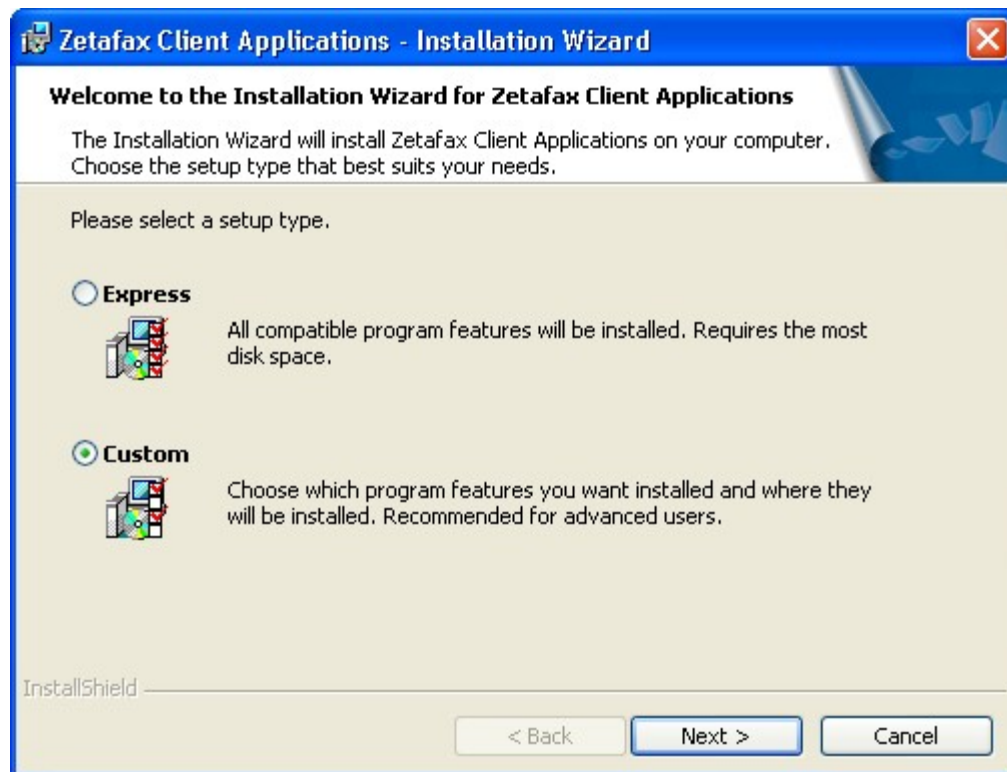 Zetafax Client Applications - Installation Wizard
Welcome to the Installation Wizard for Zetafax Client Applications
The Installation Wizard will install Zetafax Client Applications on your computer.
Choose the setup type that best suits your needs.
Please select a setup type.
Express
All compatible program features will be installed. Requires the most
disk space.
Custom
Choose which program features you want installed and where they
will be installed. Recommended for advanced users.
InstallShield
< Back
Next >
Cancel